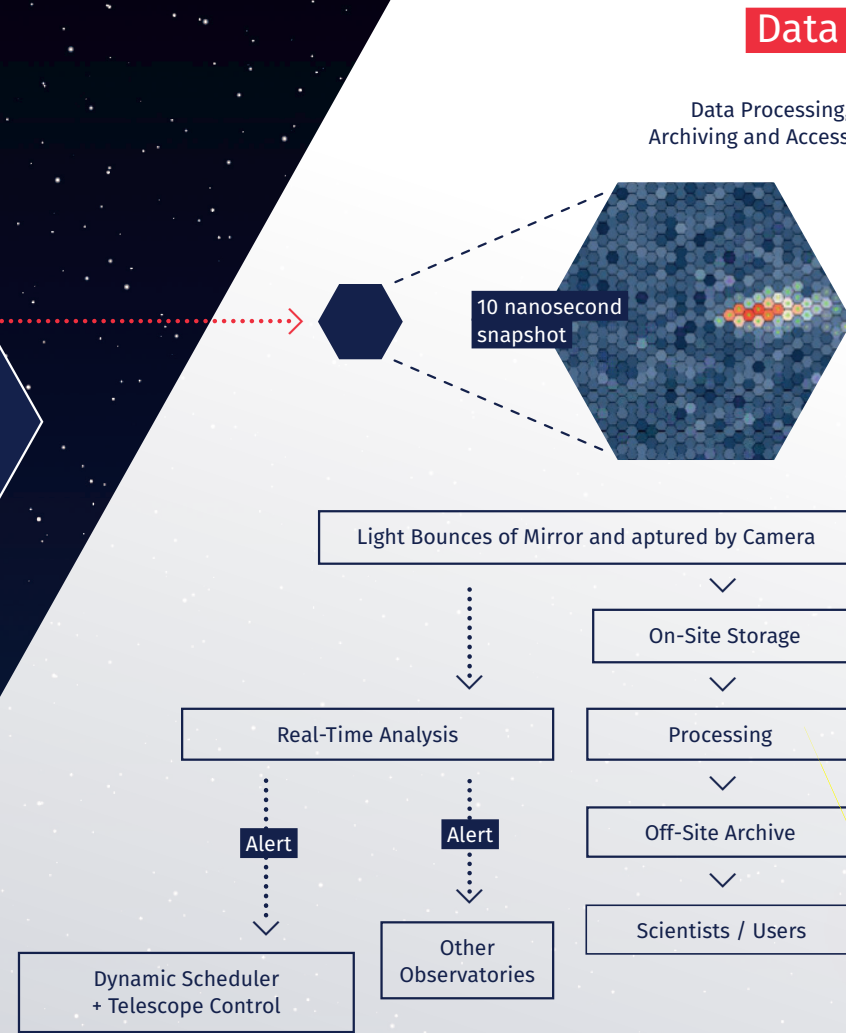 Data
Data Processing,
Archiving and Access
10 nanosecond
snapshot
Light Bounces of Mirror and aptured by Camera
On-Site Storage
Real-Time Analysis
Processing
Alert
Alert
Off-Site Archive
Scientists / Users
Other
Observatories
Dynamic Scheduler
+ Telescope Control